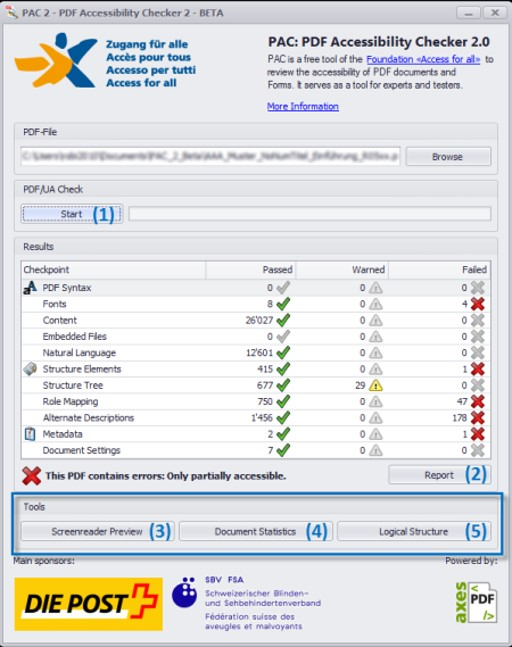 PAC 2 - PDF Accessibility Checker 2 - BETA
Zugang für alle
Accès pour tous
Accesso per tutti
Access for all
PAC: PDF Accessibility Checker 2.0
PAC is a free tool of the Foundation «Access for all» to
review the accessibility of PDF documents and
Forms. It serves as a tool for experts and testers.
More Information
PDF-File
Browse
PDF/UA Check
Start (1)
Results
Checkpoint Passed Warned Failed
PDF Syntax 0 0 0
Fonts 8 0 4
Content 26'027 0 0
Embedded Files 0 0 0
Natural Language 12'601 0 0
Structure Elements 415 0 1
Structure Tree 677 29 0
Role Mapping 750 0 47
Alternate Descriptions 1'456 0 178
Metadata 2 0 1
Document Settings 7 0 0
This PDF contains errors: Only partially accessible.
Report (2)
Tools
Screenreader Preview (3) Document Statistics (4) Logical Structure (5)
Main sponsors: Powered by:
DIE POST
SBV FSA
Schweizerischer Blinden-
und Sehbehindertenverband
Fédération suisse des
aveugles et malvoyants
axes PDF